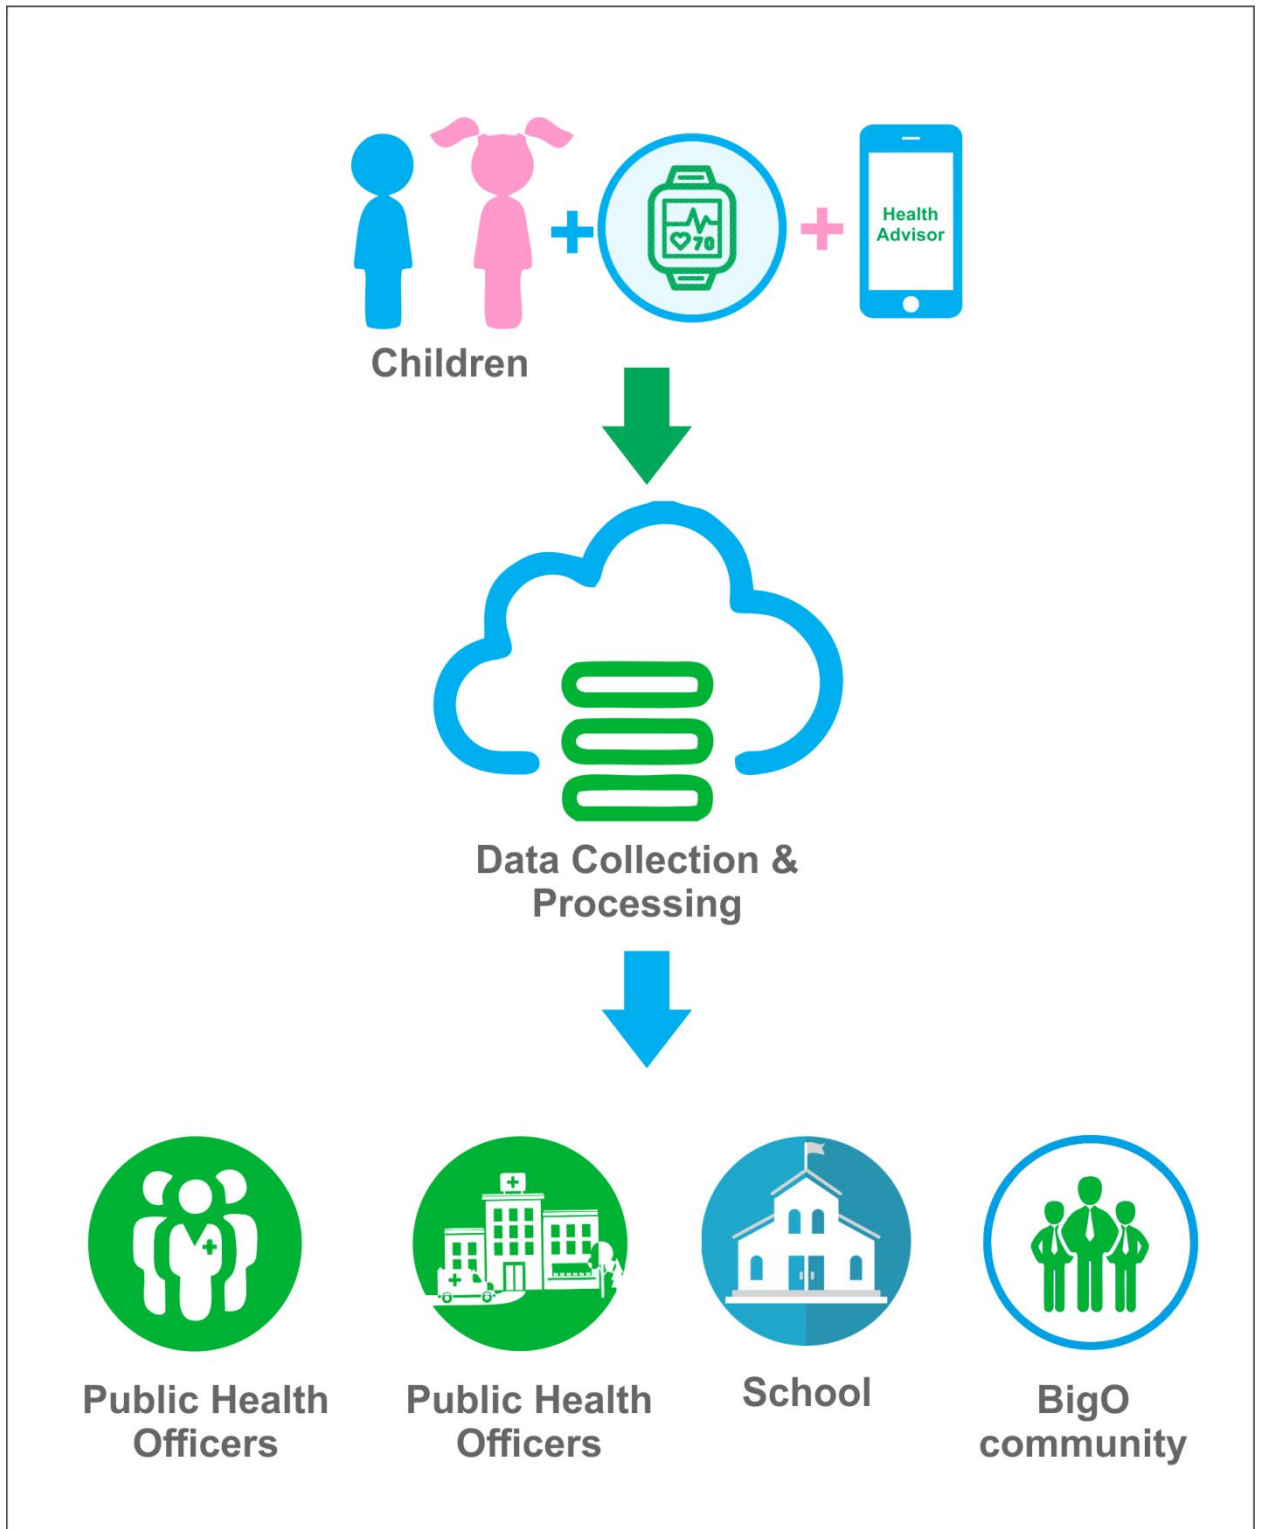 70
Health
Advisor
Children
Data Collection &
Processing
Public Health
Officers
Public Health
Officers
School
BigO
community